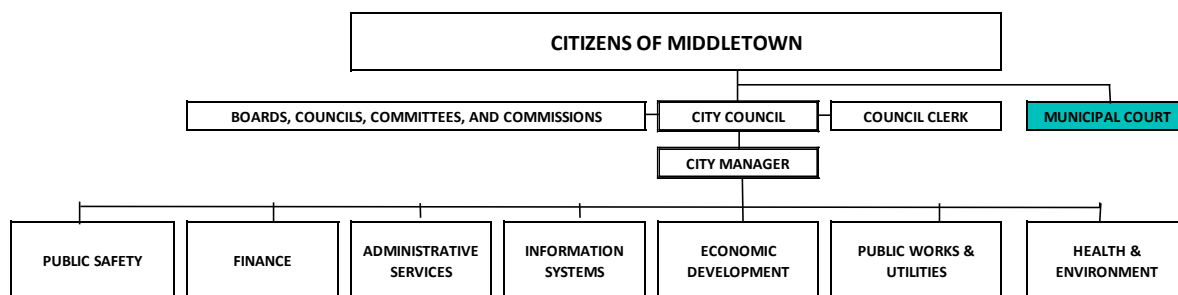 CITIZENS OF MIDDLETOWN
BOARDS, COUNCILS, COMMITTEES, AND COMMISSIONS
CITY COUNCIL
COUNCIL CLERK
MUNICIPAL COURT
CITY MANAGER
PUBLIC SAFETY
FINANCE
ADMINISTRATIVE
SERVICES
INFORMATION
SYSTEMS
ECONOMIC
DEVELOPMENT
PUBLIC WORKS &
UTILITIES
HEALTH &
ENVIRONMENT